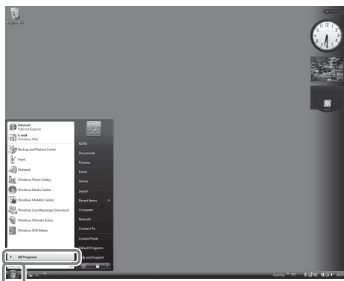 Internet
Internet Explorer
E-mail
Windows Mail
Backup and Restore Center
Paint
Notepad
Windows Photo Gallery
Windows Media Center
Windows Mobility Center
Windows Live Messenger Download
Windows Ultimate Extras
Windows DVD Maker
All Programs
Documents
Pictures
Music
Games
Search
Recent Items
Computer
Network
Connect To
Control Panel
Default Programs
Help and Support
Desktop